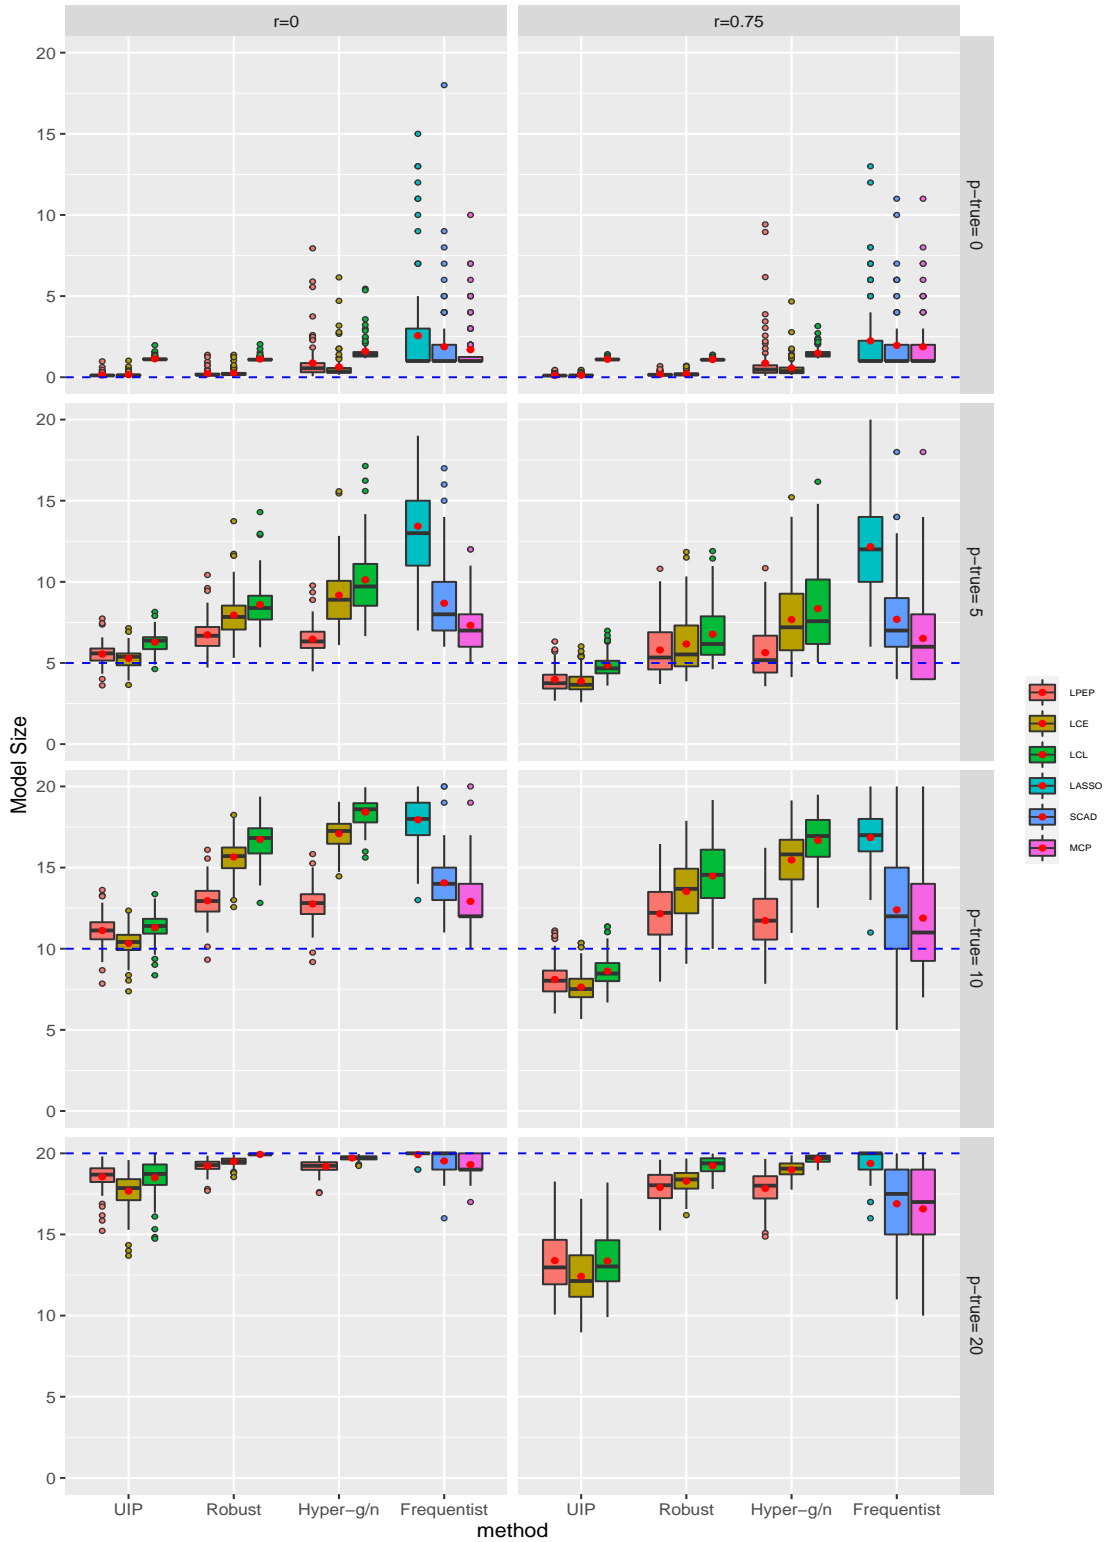 r=0
r=0.75
20
15
10
5
0
p−true= 0
20
15
10
5
0
p−true= 5
20
15
10
5
0
p−true= 10
20
15
10
5
0
p−true= 20
Model Size
UIP
Robust
Hyper−g/n
Frequentist
UIP
Robust
Hyper−g/n
Frequentist
method
LPEP
LCE
LCL
LASSO
SCAD
MCP